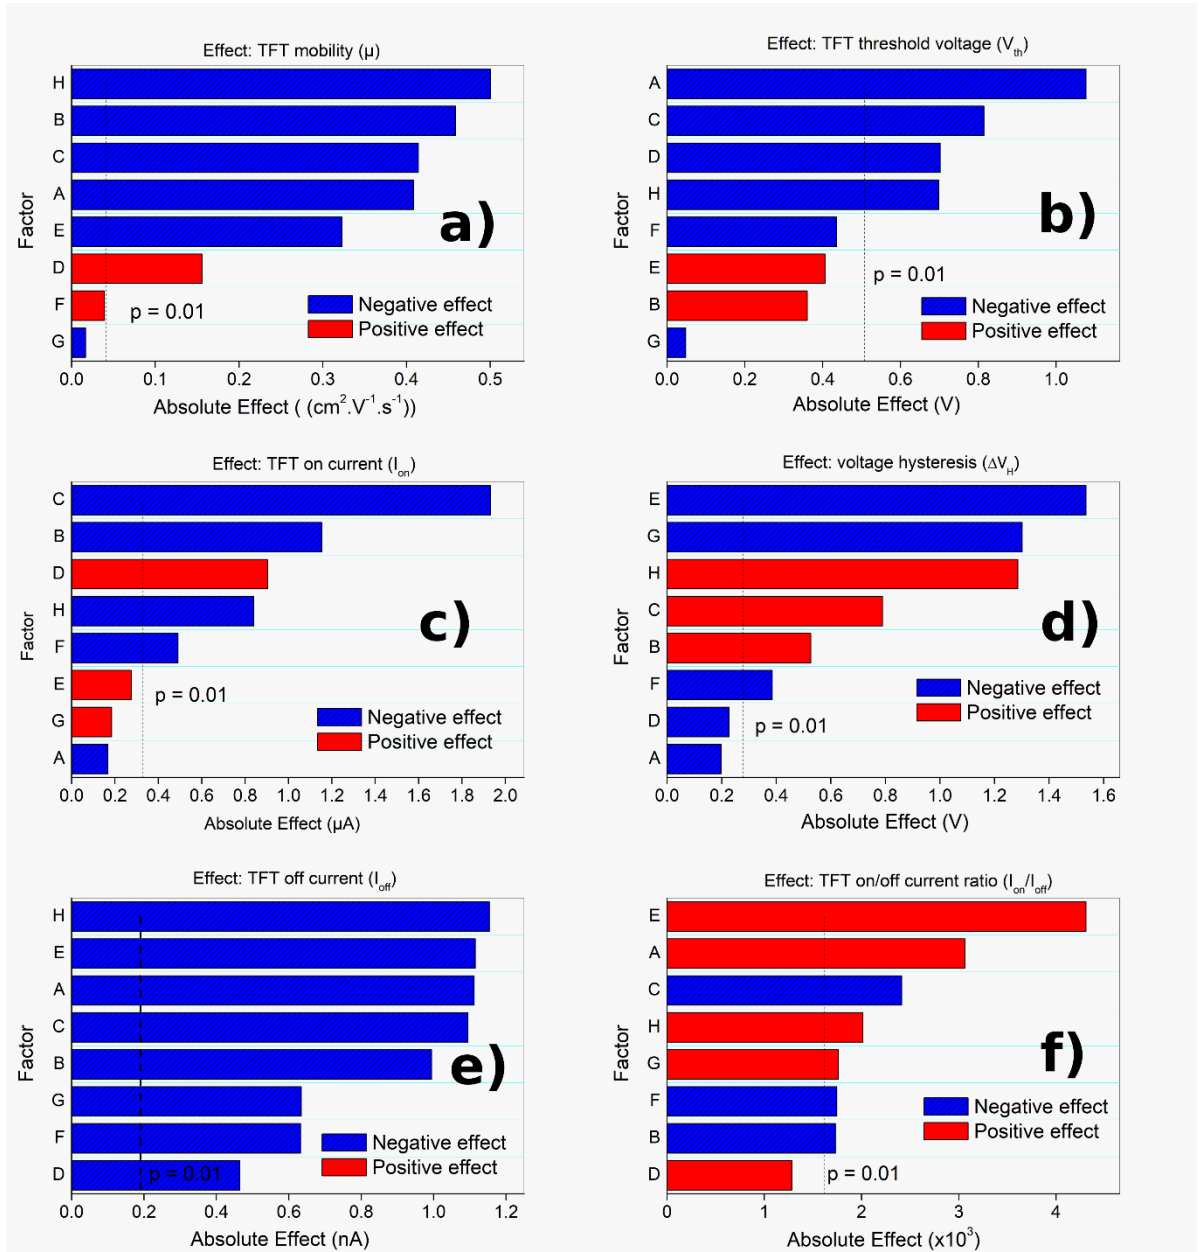 Effect: TFT mobility (µ)
H
B
C
A
E
D
F
G
Factor
a)
p = 0.01
Negative effect
Positive effect
0.0 0.1 0.2 0.3 0.4 0.5
Absolute Effect ( (cm².V⁻¹.s⁻¹))
Effect: TFT threshold voltage (Vth)
A
C
D
H
F
E
B
G
Factor
b)
p = 0.01
Negative effect
Positive effect
0.0 0.2 0.4 0.6 0.8 1.0
Absolute Effect (V)
Effect: TFT on current (Ion)
C
B
D
H
F
E
G
A
Factor
c)
p = 0.01
Negative effect
Positive effect
0.0 0.2 0.4 0.6 0.8 1.0 1.2 1.4 1.6 1.8 2.0
Absolute Effect (µA)
Effect: voltage hysteresis (ΔVH)
E
G
H
C
B
F
D
A
Factor
d)
p = 0.01
Negative effect
Positive effect
0.0 0.2 0.4 0.6 0.8 1.0 1.2 1.4 1.6
Absolute Effect (V)
Effect: TFT off current (Ioff)
H
E
A
C
B
G
F
D
Factor
e)
Negative effect
Positive effect
p = 0.01
0.0 0.2 0.4 0.6 0.8 1.0 1.2
Absolute Effect (nA)
Effect: TFT on/off current ratio (Ion/Ioff)
E
A
C
H
G
F
B
D
Factor
f)
Negative effect
Positive effect
p = 0.01
0 1 2 3 4
Absolute Effect (x10³)